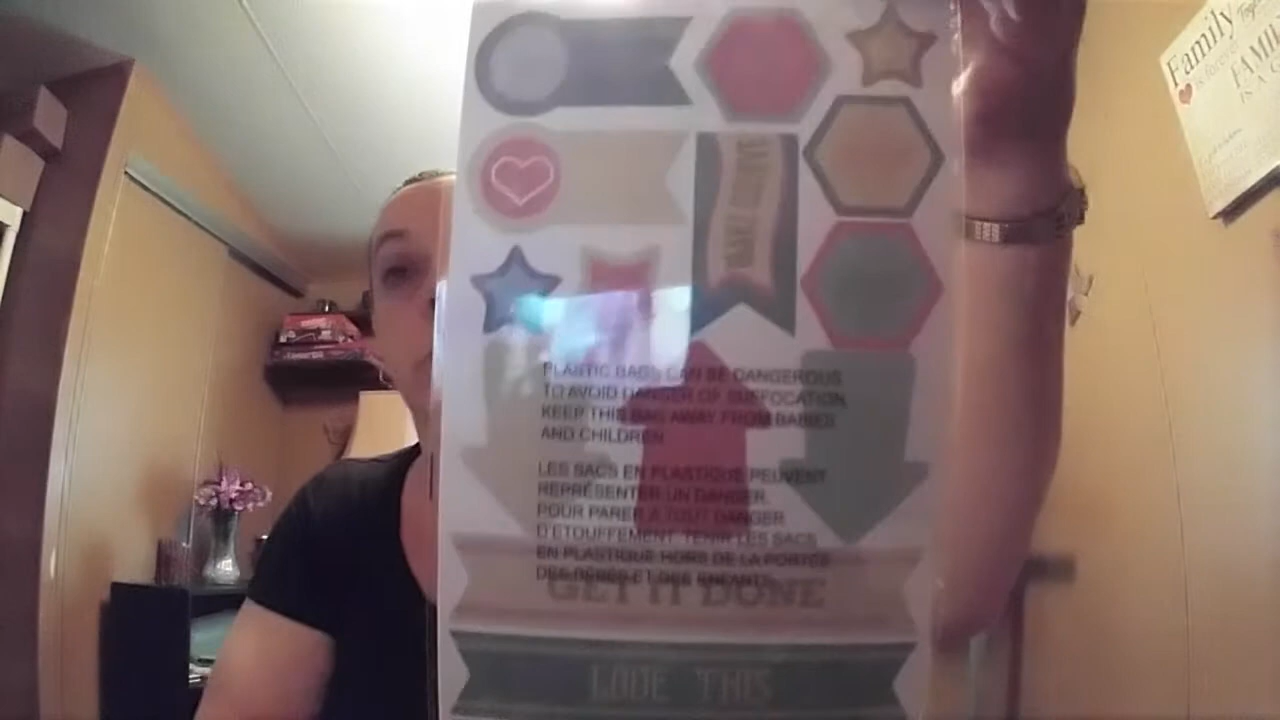 Family
FAMILY
PLASTIC BAGS CAN BE DANGEROUS
TO AVOID DANGER OF SUFFOCATION,
KEEP THIS BAG AWAY FROM BABIES
AND CHILDREN
LES SACS EN PLASTIQUE PEUVENT
REPRÉSENTER UN DANGER.
POUR PARER A TOUT DANGER
D'ETOUFFEMENT TENIR LES SACS
EN PLASTIQUE HORS DE LA PORTÉE
DES BÉBÉS ET DES ENFANTS
GET IT DONE
LOVE THIS